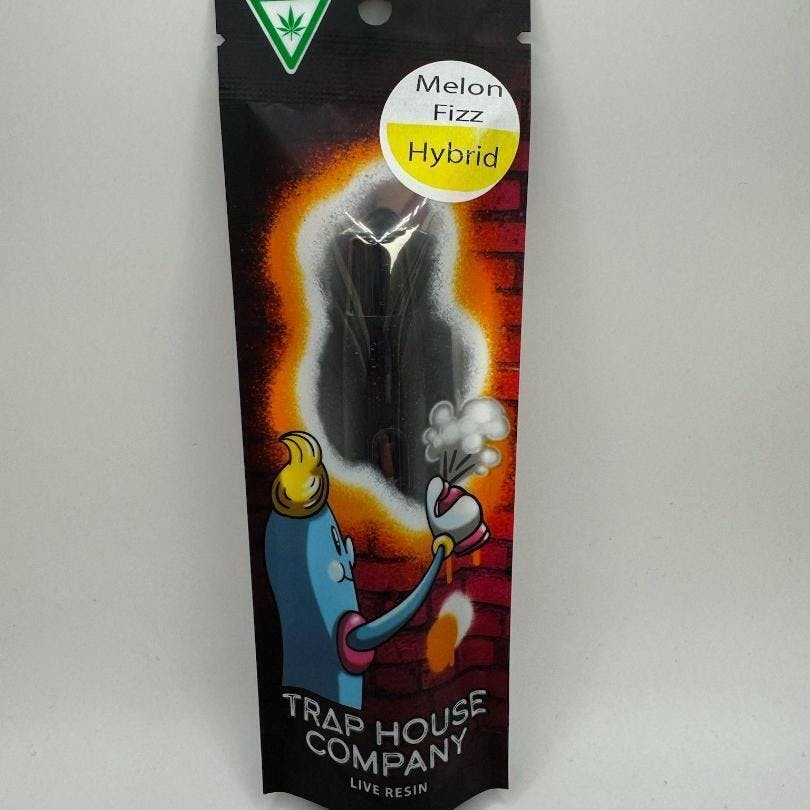 Melon
Fizz
Hybrid
TRAP HOUSE
COMPANY
LIVE RESIN